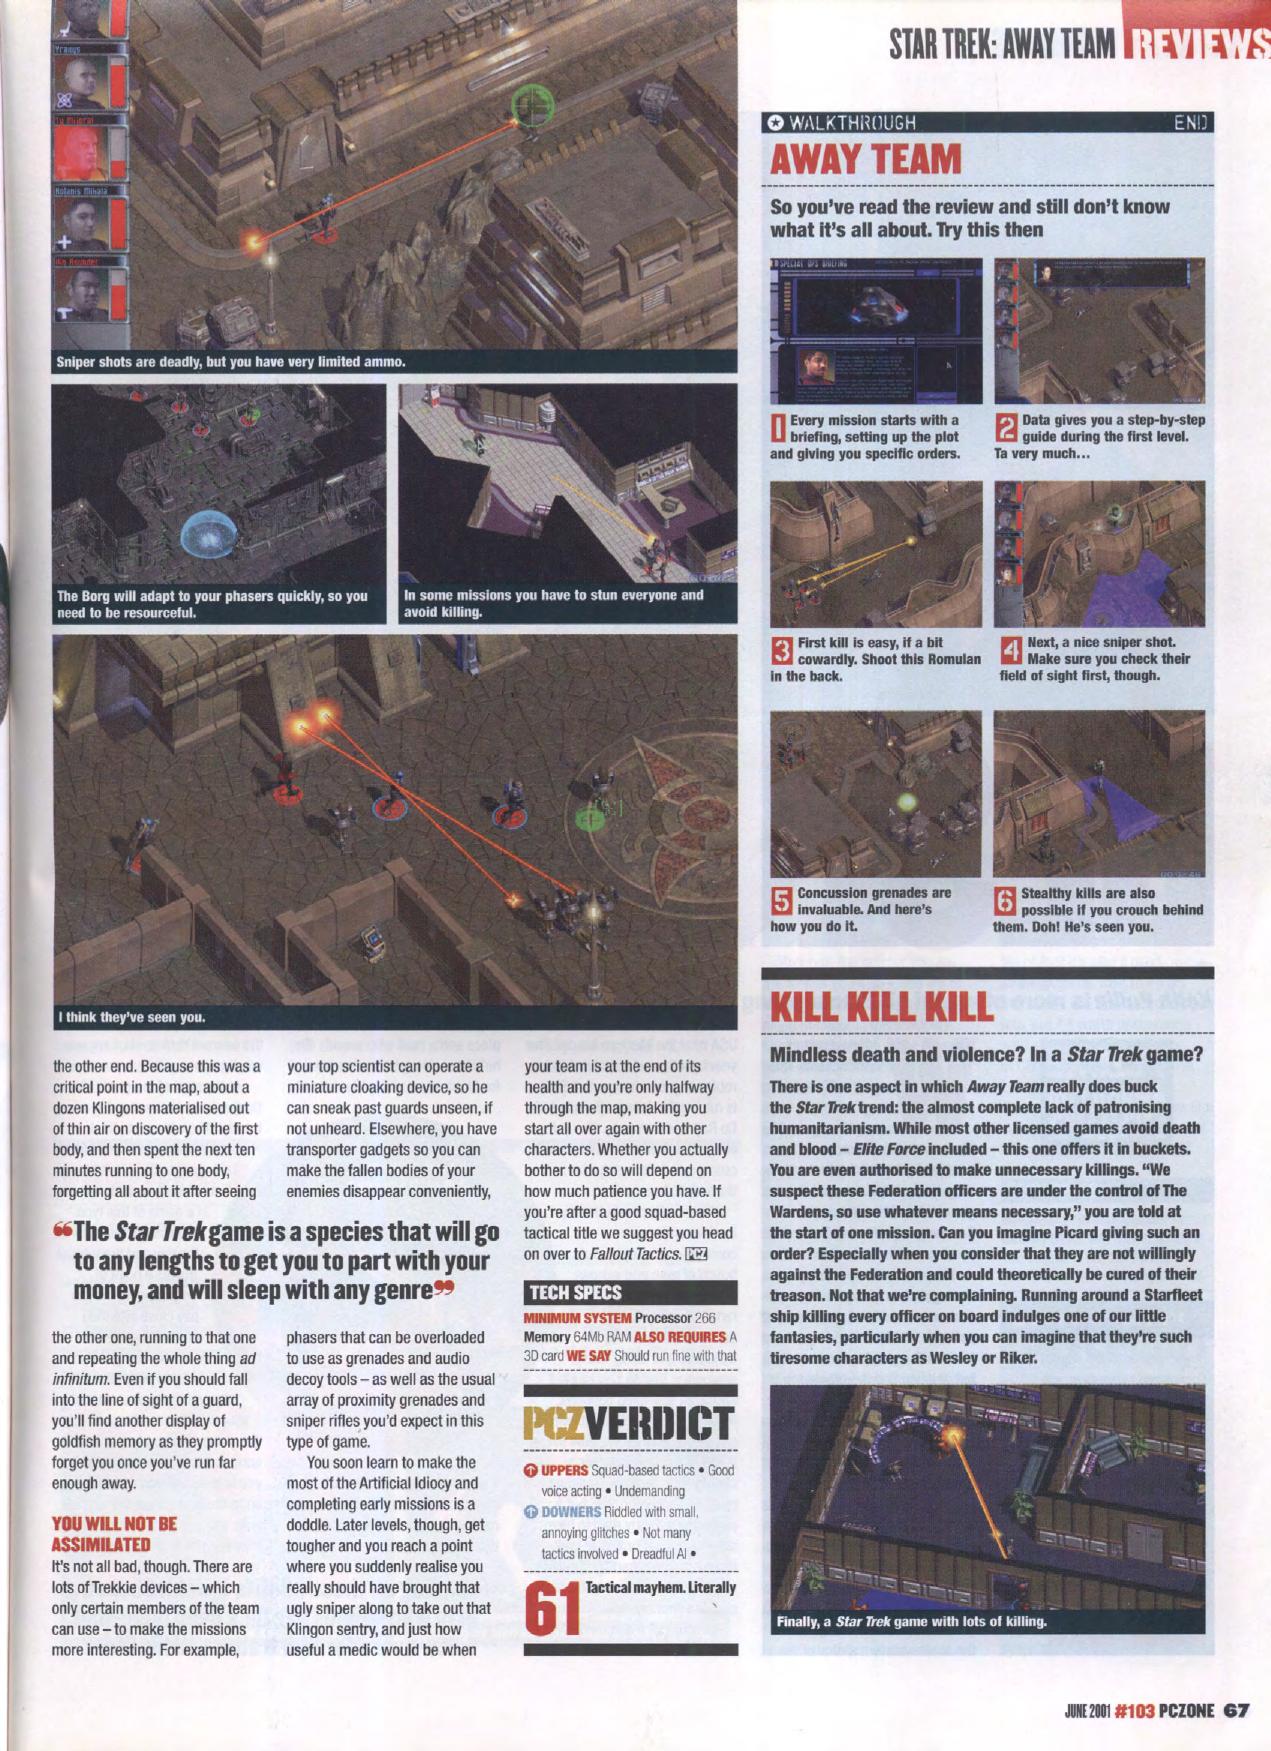 STAR TREK: AWAY TEAM REVIEWS
Vranus
Ty Mineral
Rolanis Mihala
Sniper shots are deadly, but you have very limited ammo.
The Borg will adapt to your phasers quickly, so you
need to be resourceful.
In some missions you have to stun everyone and
avoid killing.
I think they've seen you.
the other end. Because this was a
critical point in the map, about a
dozen Klingons materialised out
of thin air on discovery of the first
body, and then spent the next ten
minutes running to one body,
forgetting all about it after seeing
“The Star Trek game is a species that will go
to any lengths to get you to part with your
money, and will sleep with any genre”
the other one, running to that one
and repeating the whole thing ad
infinitum. Even if you should fall
into the line of sight of a guard,
you'll find another display of
goldfish memory as they promptly
forget you once you've run far
enough away.
YOU WILL NOT BE
ASSIMILATED
It's not all bad, though. There are
lots of Trekkie devices – which
only certain members of the team
can use – to make the missions
more interesting. For example,
your top scientist can operate a
miniature cloaking device, so he
can sneak past guards unseen, if
not unheard. Elsewhere, you have
transporter gadgets so you can
make the fallen bodies of your
enemies disappear conveniently,
phasers that can be overloaded
to use as grenades and audio
decoy tools – as well as the usual
array of proximity grenades and
sniper rifles you'd expect in this
type of game.
You soon learn to make the
most of the Artificial Idiocy and
completing early missions is a
doddle. Later levels, though, get
tougher and you reach a point
where you suddenly realise you
really should have brought that
ugly sniper along to take out that
Klingon sentry, and just how
useful a medic would be when
your team is at the end of its
health and you're only halfway
through the map, making you
start all over again with other
characters. Whether you actually
bother to do so will depend on
how much patience you have. If
you're after a good squad-based
tactical title we suggest you head
on over to Fallout Tactics. PCZ
TECH SPECS
MINIMUM SYSTEM Processor 266
Memory 64Mb RAM ALSO REQUIRES A
3D card WE SAY Should run fine with that
PCZVERDICT
UPPERS Squad-based tactics • Good
voice acting • Undemanding
DOWNERS Riddled with small,
annoying glitches • Not many
tactics involved • Dreadful AI •
61 Tactical mayhem. Literally
WALKTHROUGH END
AWAY TEAM
So you've read the review and still don't know
what it's all about. Try this then
SPECIAL OPS BRIEFING
1 Every mission starts with a
briefing, setting up the plot
and giving you specific orders.
2 Data gives you a step-by-step
guide during the first level.
Ta very much...
3 First kill is easy, if a bit
cowardly. Shoot this Romulan
in the back.
4 Next, a nice sniper shot.
Make sure you check their
field of sight first, though.
5 Concussion grenades are
invaluable. And here's
how you do it.
6 Stealthy kills are also
possible if you crouch behind
them. Doh! He's seen you.
KILL KILL KILL
Mindless death and violence? In a Star Trek game?
There is one aspect in which Away Team really does buck
the Star Trek trend: the almost complete lack of patronising
humanitarianism. While most other licensed games avoid death
and blood – Elite Force included – this one offers it in buckets.
You are even authorised to make unnecessary killings. “We
suspect these Federation officers are under the control of The
Wardens, so use whatever means necessary,” you are told at
the start of one mission. Can you imagine Picard giving such an
order? Especially when you consider that they are not willingly
against the Federation and could theoretically be cured of their
treason. Not that we're complaining. Running around a Starfleet
ship killing every officer on board indulges one of our little
fantasies, particularly when you can imagine that they're such
tiresome characters as Wesley or Riker.
Finally, a Star Trek game with lots of killing.
JUNE 2001 #103 PCZONE 67